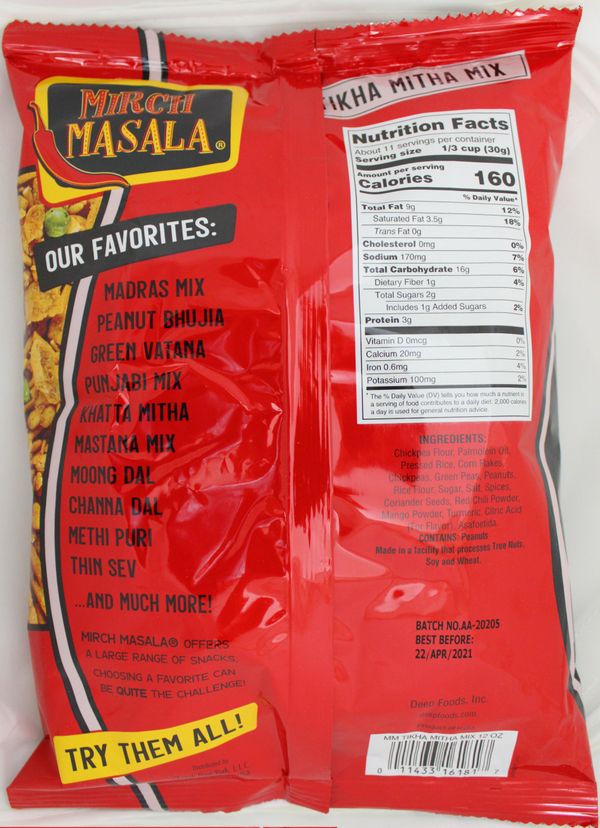 MIRCH
MASALA®
OUR FAVORITES:
MADRAS MIX
PEANUT BHUJIA
GREEN VATANA
PUNJABI MIX
KHATTA MITHA
MASTANA MIX
MOONG DAL
CHANNA DAL
METHI PURI
THIN SEV
...AND MUCH MORE!
MIRCH MASALA® OFFERS
A LARGE RANGE OF SNACKS,
CHOOSING A FAVORITE CAN
BE QUITE THE CHALLENGE!
TRY THEM ALL!
Distributed by
IKHA MITHA MIX
Nutrition Facts
About 11 servings per container
Serving size 1/3 cup (30g)
Amount per serving
Calories 160
% Daily Value*
Total Fat 9g 12%
Saturated Fat 3.5g 18%
Trans Fat 0g
Cholesterol 0mg 0%
Sodium 170mg 7%
Total Carbohydrate 16g 6%
Dietary Fiber 1g 4%
Total Sugars 2g
Includes 1g Added Sugars 2%
Protein 3g
Vitamin D 0mcg 0%
Calcium 20mg 2%
Iron 0.6mg 4%
Potassium 100mg 2%
* The % Daily Value (DV) tells you how much a nutrient in
a serving of food contributes to a daily diet. 2,000 calories
a day is used for general nutrition advice.
INGREDIENTS:
Chickpea Flour, Palmolein Oil,
Pressed Rice, Corn Flakes,
Chickpeas, Green Peas, Peanuts,
Rice Flour, Sugar, Salt, Spices,
Coriander Seeds, Red Chili Powder,
Mango Powder, Turmeric, Citric Acid
(For Flavor), Asafoetida.
CONTAINS: Peanuts
Made in a facility that processes Tree Nuts,
Soy and Wheat.
BATCH NO.AA-20205
BEST BEFORE:
22/APR/2021
Deep Foods, Inc.
deepfoods.com
MM TIKHA MITHA MIX 12 OZ
0 11433 16181 7